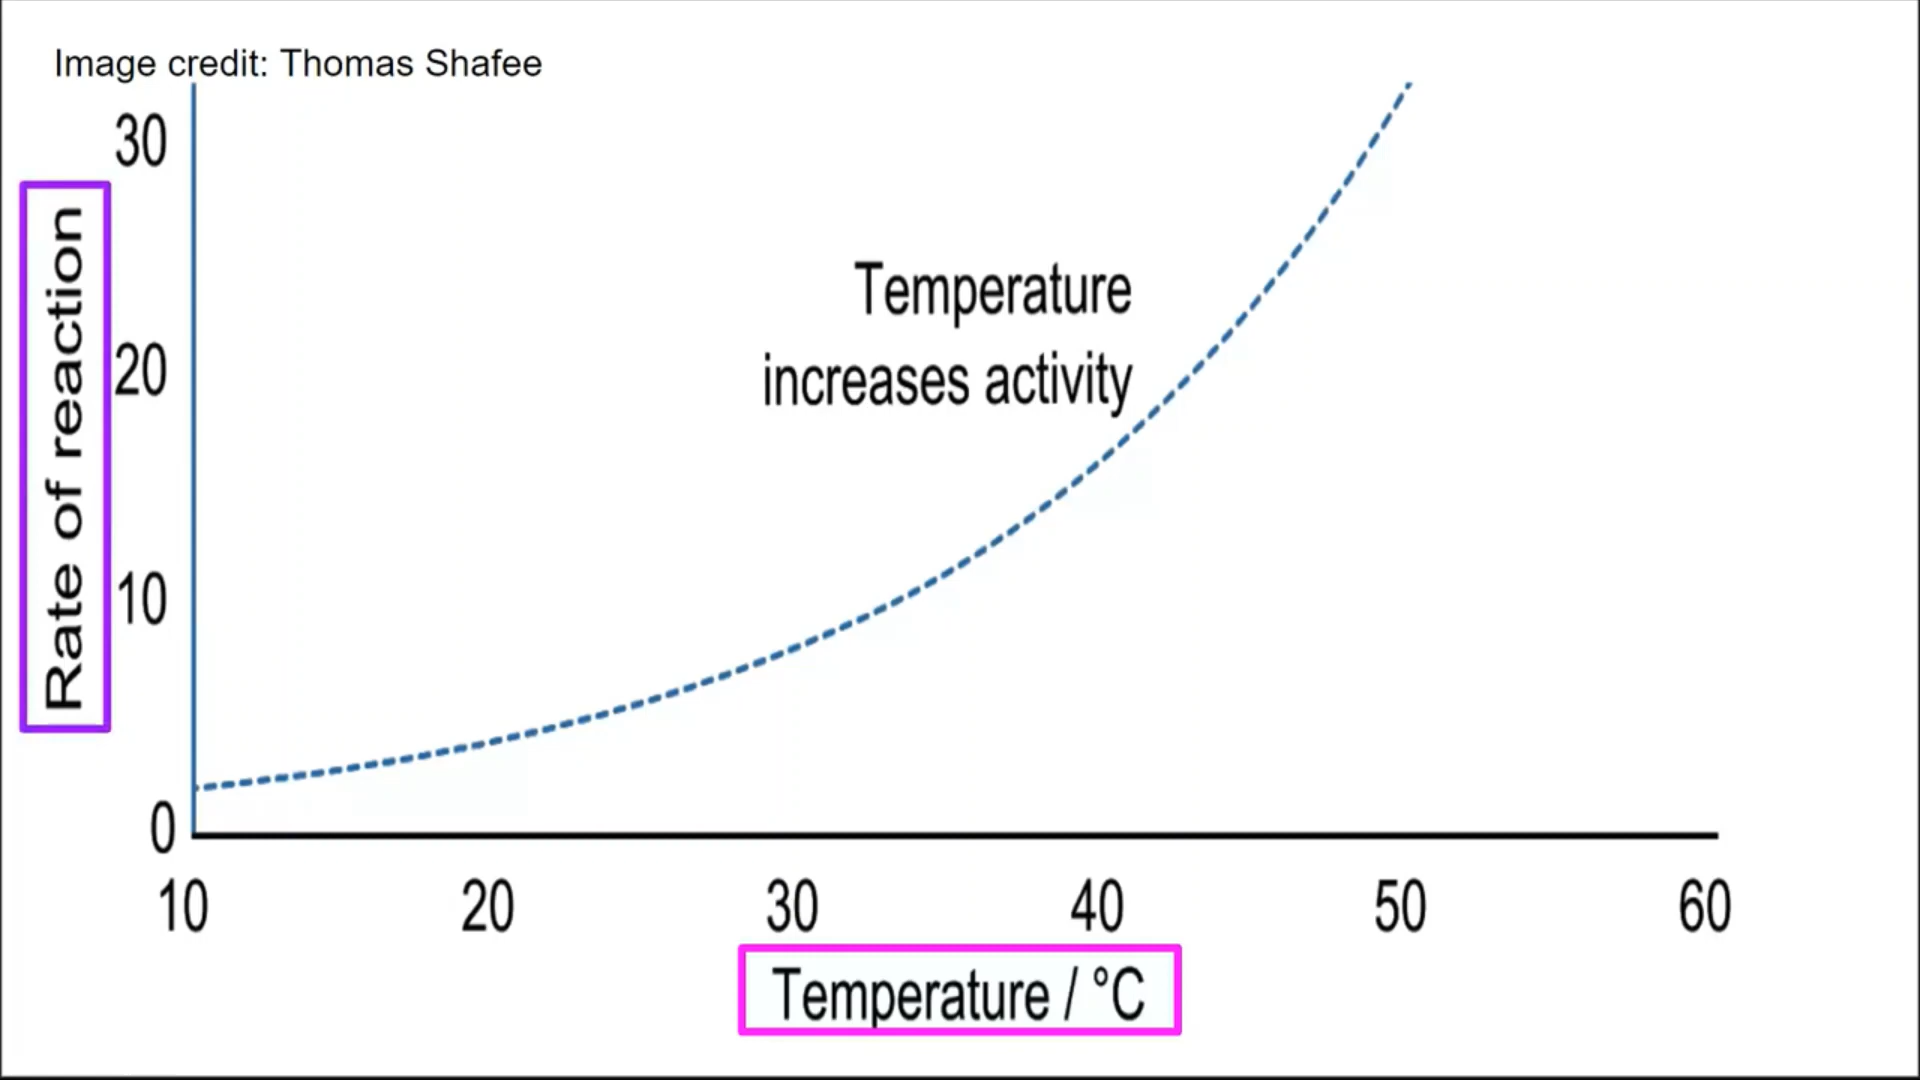 Image credit: Thomas Shafee
30
20
10
0
Rate of reaction
Temperature
increases activity
10 20 30 40 50 60
Temperature / °C